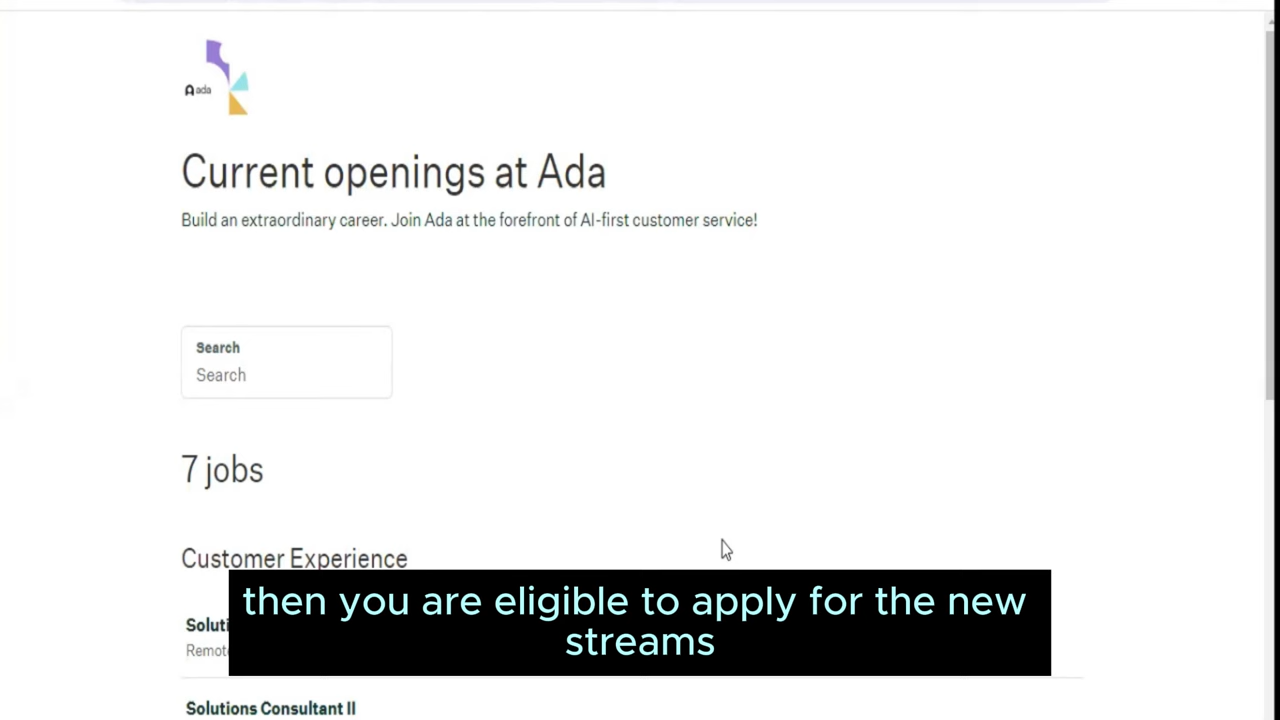 ada
Current openings at Ada
Build an extraordinary career. Join Ada at the forefront of AI-first customer service!
Search
Search
7 jobs
Customer Experience
then you are eligible to apply for the new
streams
Solutions Consultant II